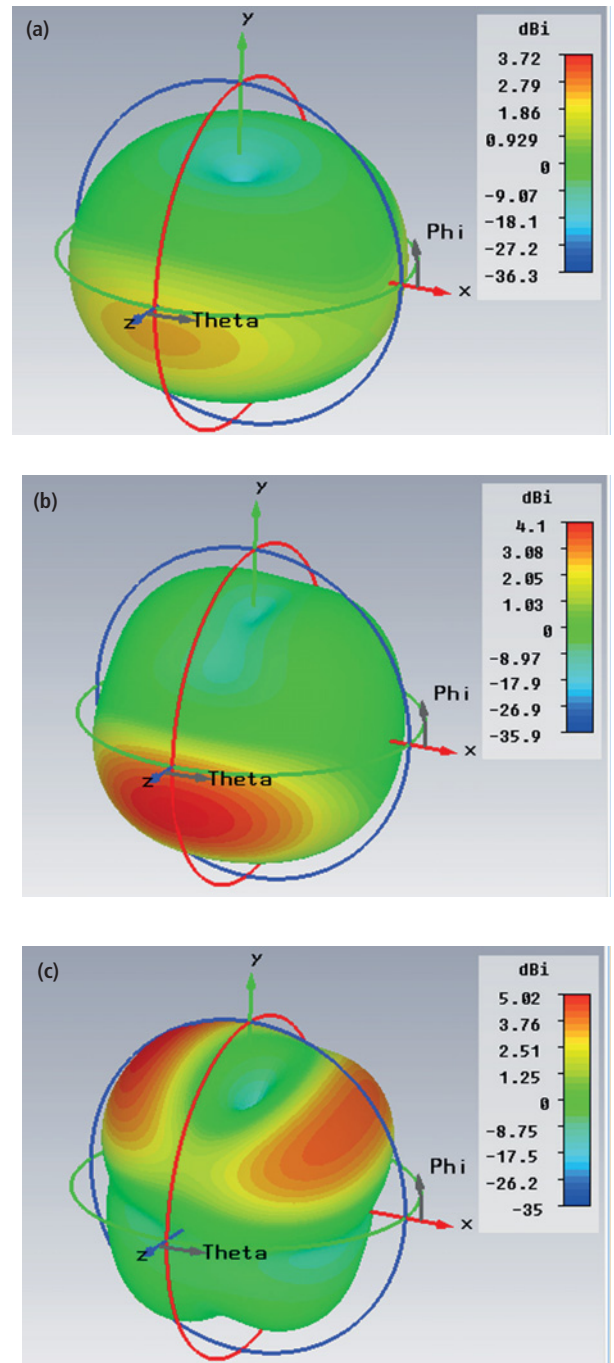 (a)
y
dBi
3.72
2.79
1.86
0.929
0
-9.07
-18.1
-27.2
-36.3
Phi
x
z
Theta
(b)
y
dBi
4.1
3.08
2.05
1.03
0
-8.97
-17.9
-26.9
-35.9
Phi
x
z
Theta
(c)
y
dBi
5.02
3.76
2.51
1.25
0
-8.75
-17.5
-26.2
-35
Phi
x
z
Theta